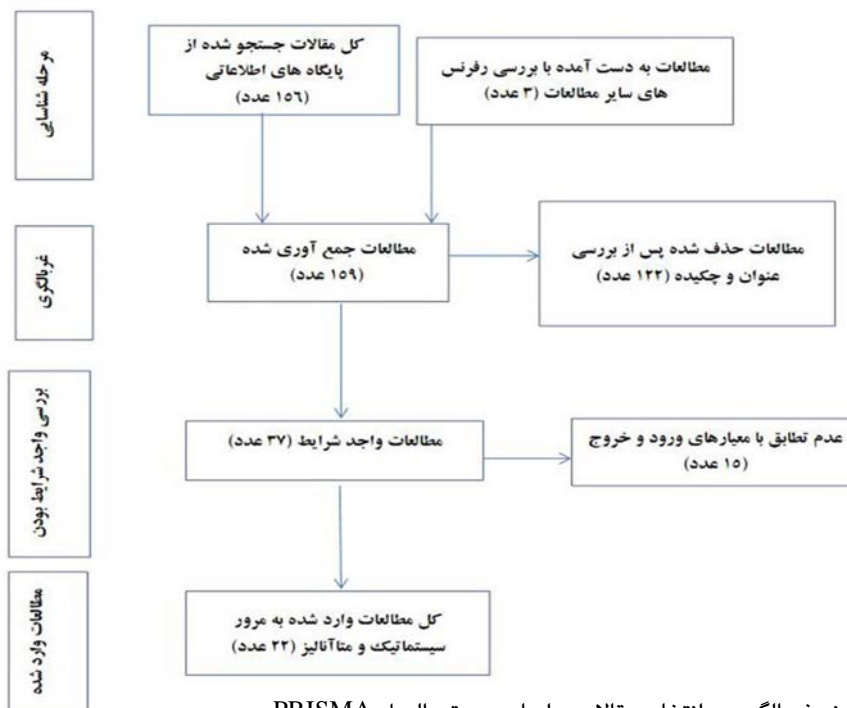 مرحله شناسایی
کل مقالات جستجو شده از
پایگاه های اطلاعاتی
(۱۵۶ عدد)
مطالعات به دست آمده با بررسی رفرنس
های سایر مطالعات (۳ عدد)
غربالگری
مطالعات جمع آوری شده
(۱۵۹ عدد)
مطالعات حذف شده پس از بررسی
عنوان و چکیده (۱۲۲ عدد)
بررسی واجد شرایط بودن
مطالعات واجد شرایط (۳۷ عدد)
عدم تطابق با معیارهای ورود و خروج
(۱۵ عدد)
مطالعات وارد شده
کل مطالعات وارد شده به مرور
سیستماتیک و متاآنالیز (۲۲ عدد)
PRISMA